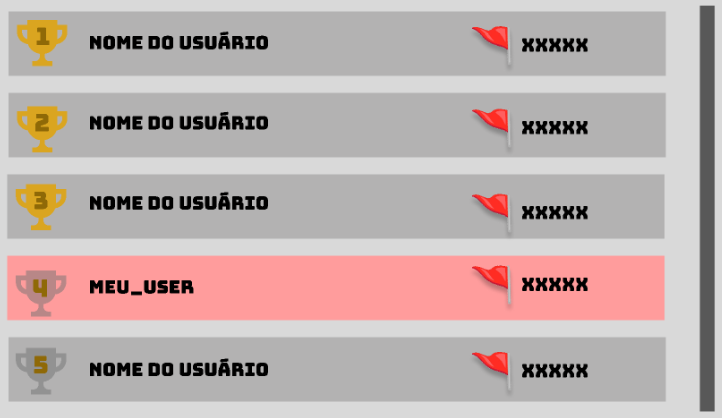 1 NOME DO USUÁRIO XXXXX
2 NOME DO USUÁRIO XXXXX
3 NOME DO USUÁRIO XXXXX
4 MEU_USER XXXXX
5 NOME DO USUÁRIO XXXXX